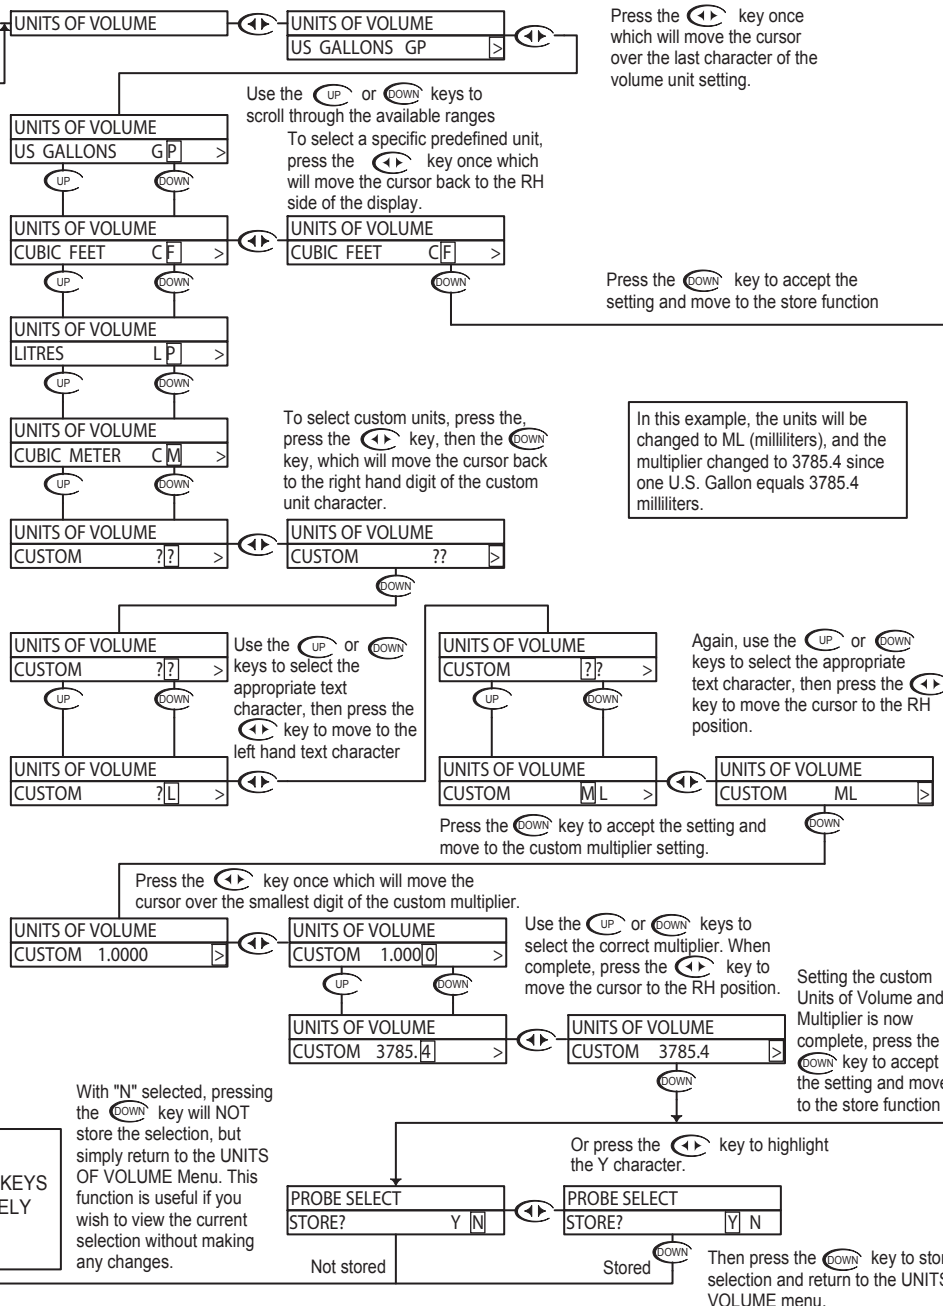 UNITS OF VOLUME
UNITS OF VOLUME
US GALLONS GP >
Press the key once
which will move the cursor
over the last character of the
volume unit setting.
Use the UP or DOWN keys to
scroll through the available ranges
To select a specific predefined unit,
press the key once which
will move the cursor back to the RH
side of the display.
UNITS OF VOLUME
US GALLONS GP >
UP DOWN
UNITS OF VOLUME
CUBIC FEET CF >
UNITS OF VOLUME
CUBIC FEET CF >
UP DOWN
DOWN
Press the DOWN key to accept the
setting and move to the store function
UNITS OF VOLUME
LITRES LP >
UP DOWN
UNITS OF VOLUME
CUBIC METER CM >
UP DOWN
To select custom units, press the,
press the key, then the DOWN
key, which will move the cursor back
to the right hand digit of the custom
unit character.
In this example, the units will be
changed to ML (milliliters), and the
multiplier changed to 3785.4 since
one U.S. Gallon equals 3785.4
milliliters.
UNITS OF VOLUME
CUSTOM ?? >
UNITS OF VOLUME
CUSTOM ?? >
DOWN
UNITS OF VOLUME
CUSTOM ?? >
UP DOWN
Use the UP or DOWN
keys to select the
appropriate text
character, then press the
key to move to the
left hand text character
UNITS OF VOLUME
CUSTOM ?? >
UP DOWN
Again, use the UP or DOWN
keys to select the appropriate
text character, then press the
key to move the cursor to the RH
position.
UNITS OF VOLUME
CUSTOM ?L >
UNITS OF VOLUME
CUSTOM ML >
UNITS OF VOLUME
CUSTOM ML >
DOWN
Press the DOWN key to accept the setting and
move to the custom multiplier setting.
Press the key once which will move the
cursor over the smallest digit of the custom multiplier.
UNITS OF VOLUME
CUSTOM 1.0000 >
UNITS OF VOLUME
CUSTOM 1.0000 >
UP DOWN
Use the UP or DOWN keys to
select the correct multiplier. When
complete, press the key to
move the cursor to the RH position.
UNITS OF VOLUME
CUSTOM 3785.4 >
UNITS OF VOLUME
CUSTOM 3785.4 >
DOWN
Setting the custom
Units of Volume and
Multiplier is now
complete, press the
DOWN key to accept
the setting and move
to the store function
With "N" selected, pressing
the DOWN key will NOT
store the selection, but
simply return to the UNITS
OF VOLUME Menu. This
function is useful if you
wish to view the current
selection without making
any changes.
KEYS
ELY
Or press the key to highlight
the Y character.
PROBE SELECT
STORE? Y N
PROBE SELECT
STORE? Y N
Not stored
Stored
DOWN
Then press the DOWN key to stor
selection and return to the UNITS
VOLUME menu.